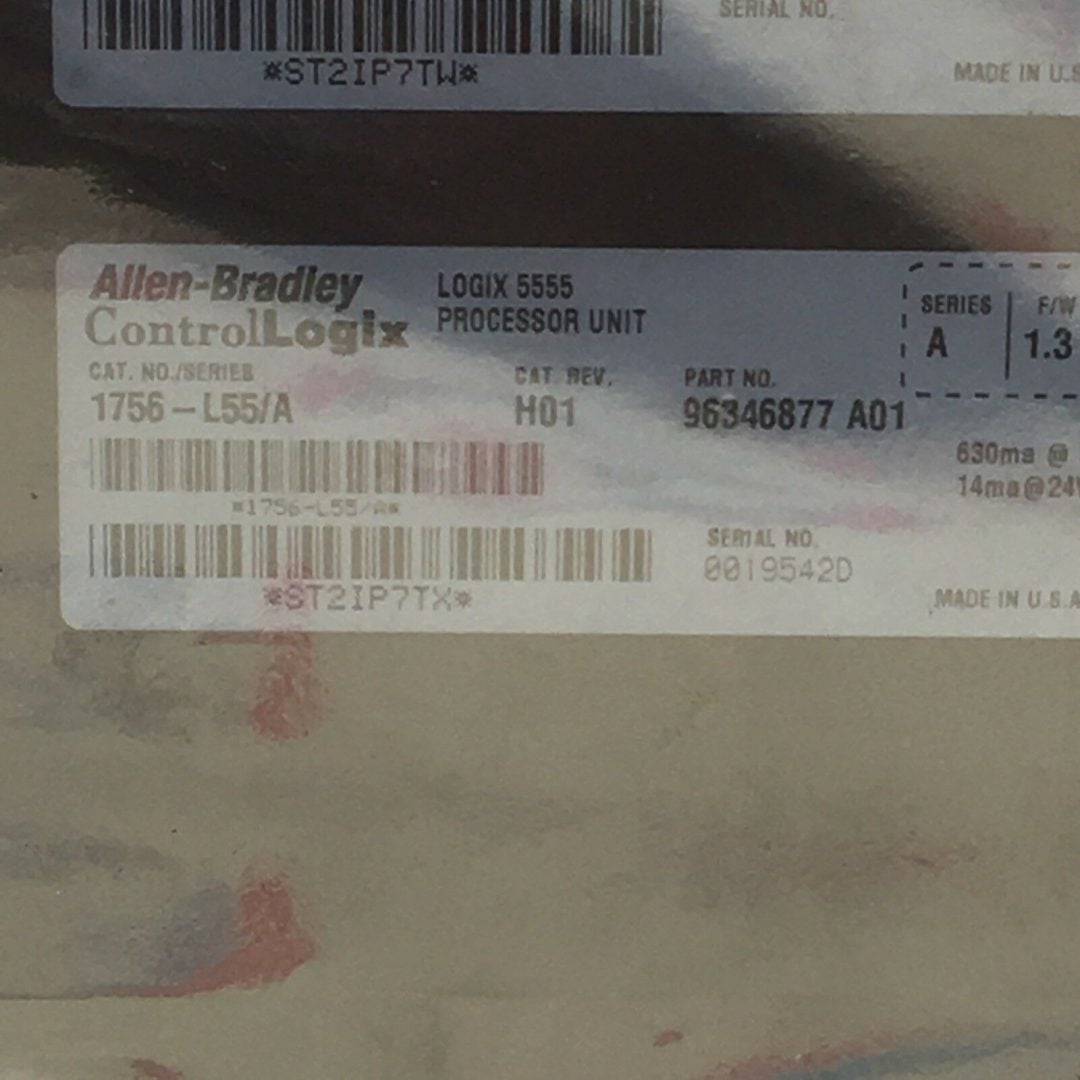 SERIAL NO.
*ST2IP7TW*
MADE IN U.S
Allen-Bradley
ControlLogix
LOGIX 5555
PROCESSOR UNIT
SERIES
A
F/W
1.3
CAT. NO./SERIES
1756-L55/A
CAT. REV.
H01
PART NO.
96346877 A01
630ma @
14ma@24V
*1756-L55/A*
SERIAL NO.
0019542D
*ST2IP7TX*
MADE IN U.S.A